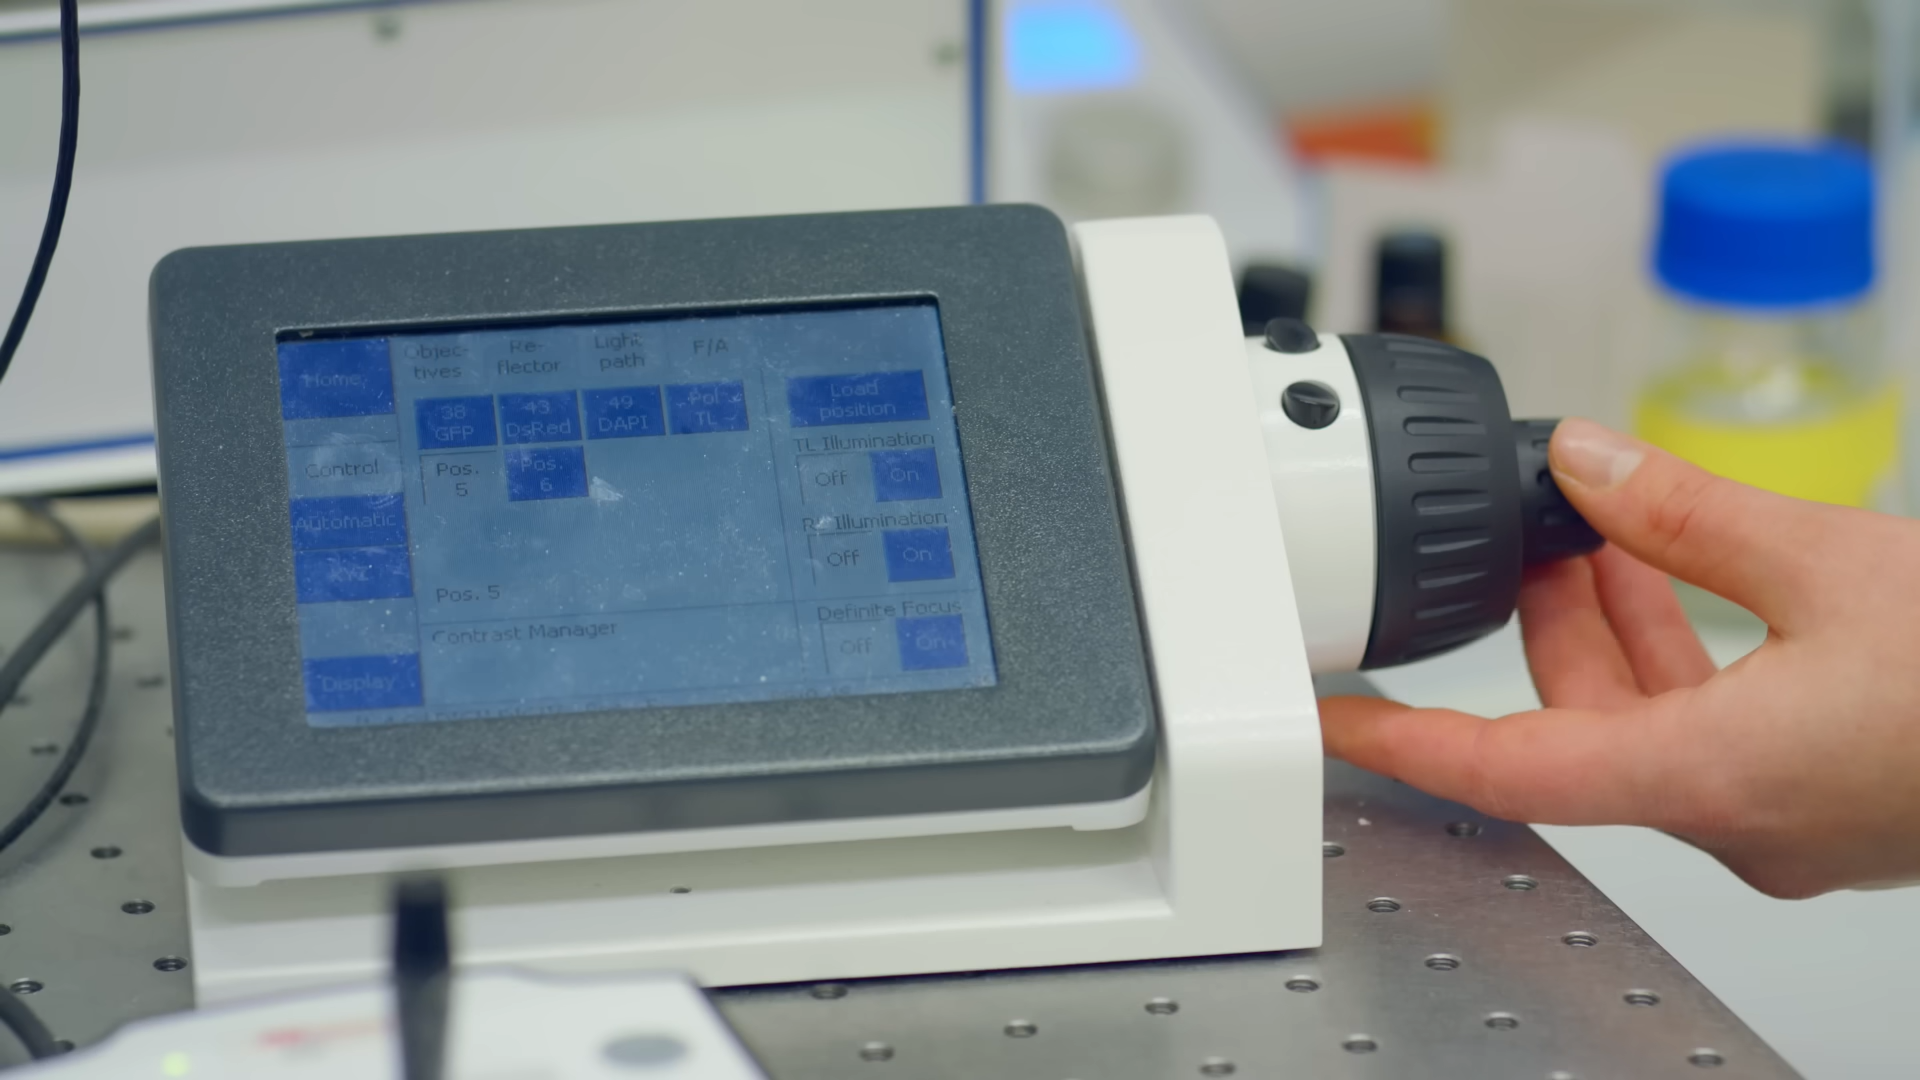 Home
Objec-
tives
Re-
flector
Light
path
F/A
38
GFP
43
DsRed
49
DAPI
Pol
TL
Load
position
Control
Pos.
5
Pos.
6
TL Illumination
Off
On
Automatic
RL Illumination
Off
On
XYZ
Pos. 5
Definite Focus
Off
On
Contrast Manager
Display